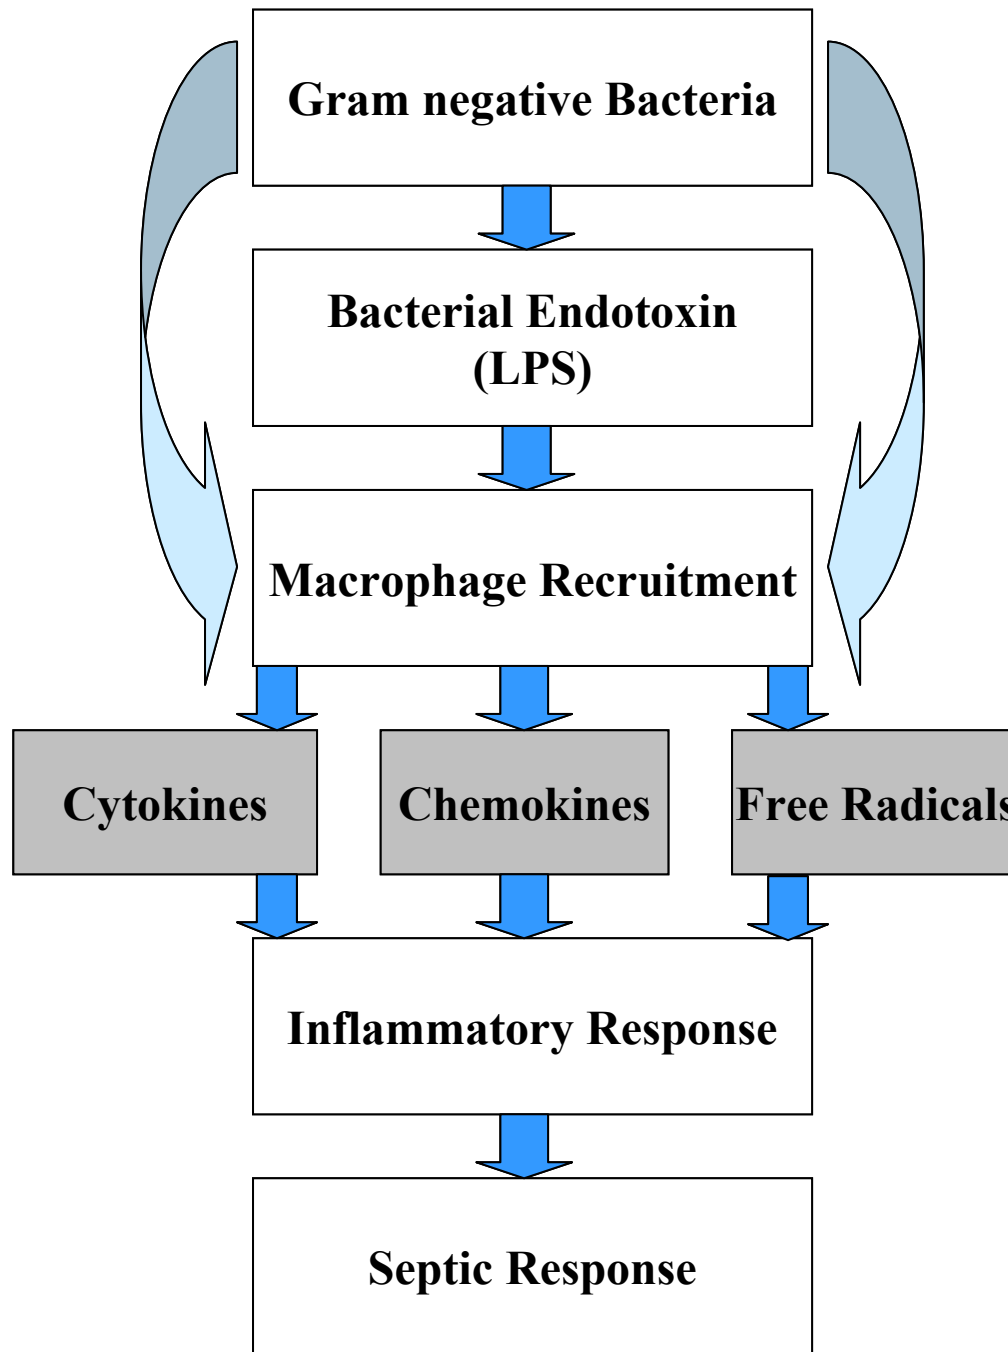 Gram negative Bacteria
Bacterial Endotoxin
(LPS)
Macrophage Recruitment
Cytokines
Chemokines
Free Radicals
Inflammatory Response
Septic Response